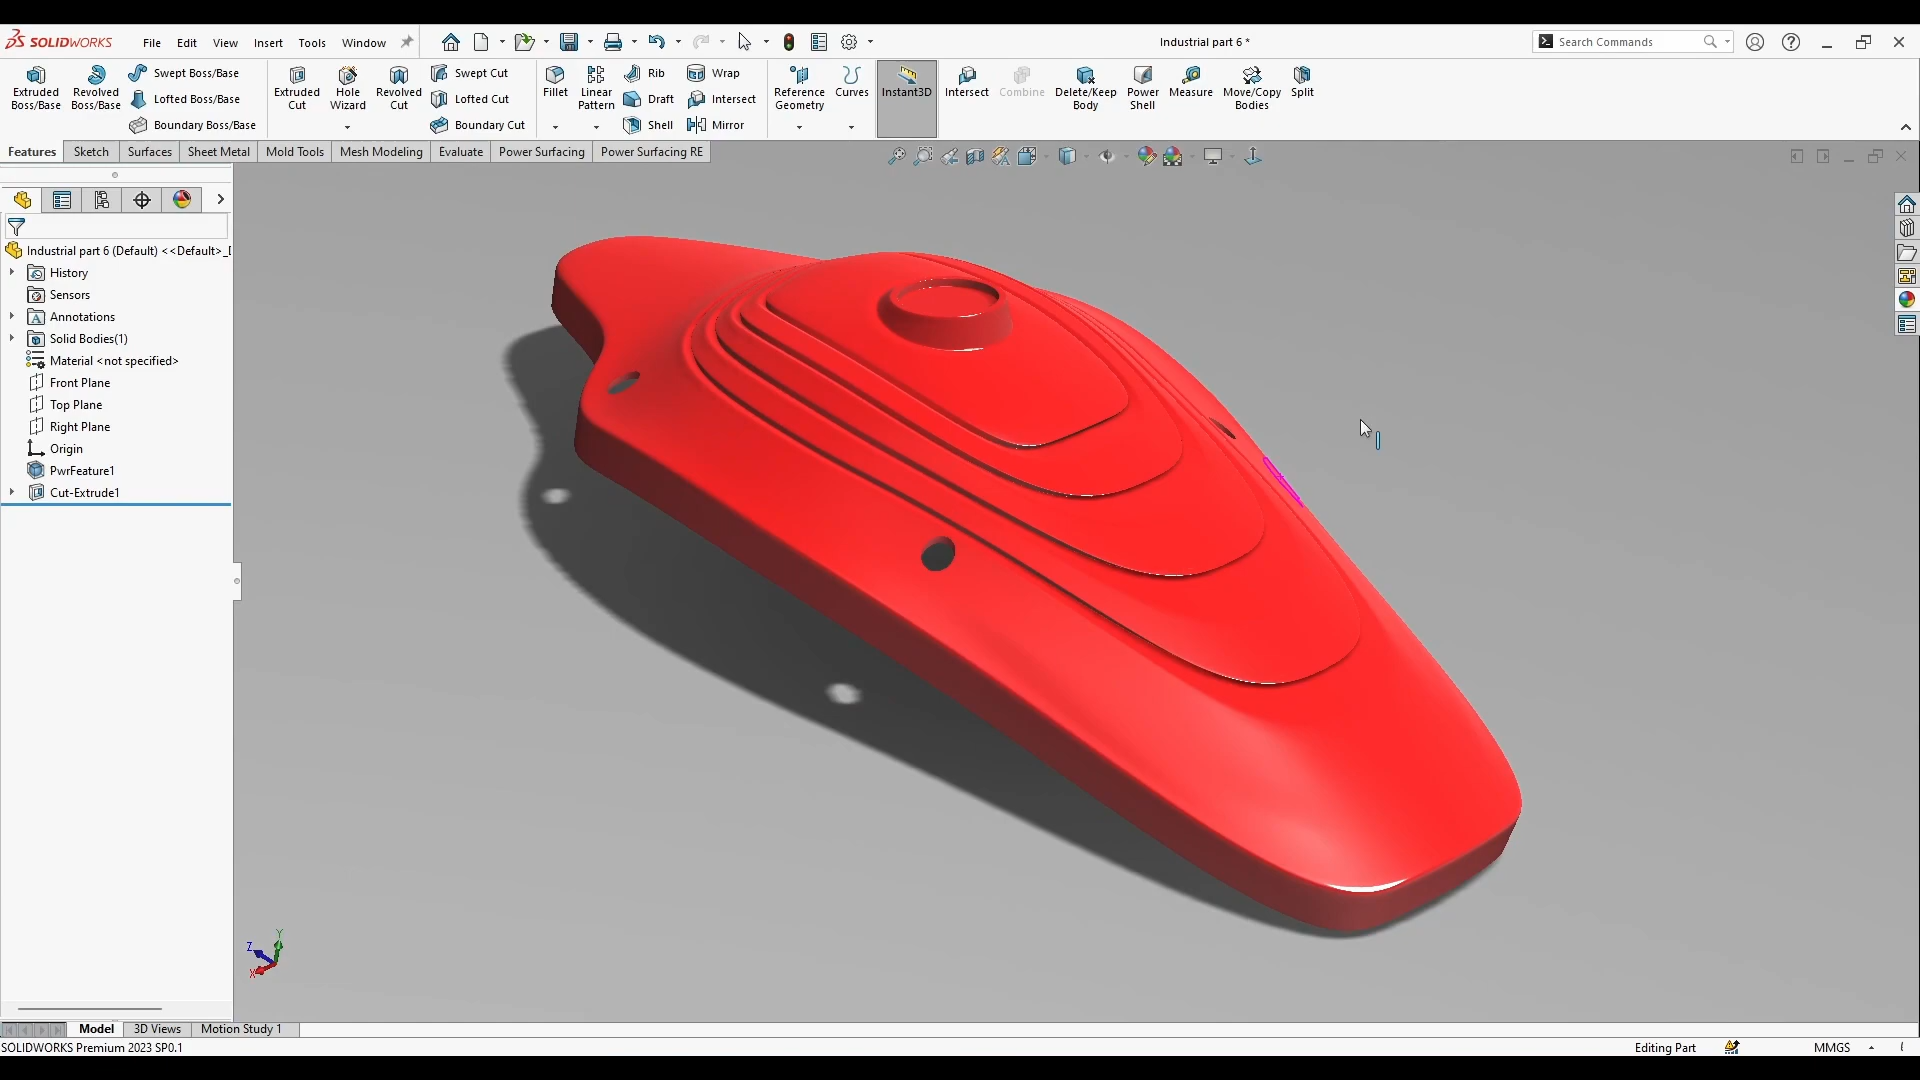 SOLIDWORKS File Edit View Insert Tools Window Industrial part 6 * Search Commands
Extruded Boss/Base
Revolved Boss/Base
Swept Boss/Base
Lofted Boss/Base
Boundary Boss/Base
Extruded Cut
Hole Wizard
Revolved Cut
Swept Cut
Lofted Cut
Boundary Cut
Fillet
Linear Pattern
Rib
Draft
Shell
Wrap
Intersect
Mirror
Reference Geometry
Curves
Instant3D
Intersect
Combine
Delete/Keep Body
Power Shell
Measure
Move/Copy Bodies
Split
Features Sketch Surfaces Sheet Metal Mold Tools Mesh Modeling Evaluate Power Surfacing Power Surfacing RE
Industrial part 6 (Default) <<Default>_
History
Sensors
Annotations
Solid Bodies(1)
Material <not specified>
Front Plane
Top Plane
Right Plane
Origin
PwrFeature1
Cut-Extrude1
Y
Z
X
Model 3D Views Motion Study 1
SOLIDWORKS Premium 2023 SP0.1 Editing Part MMGS